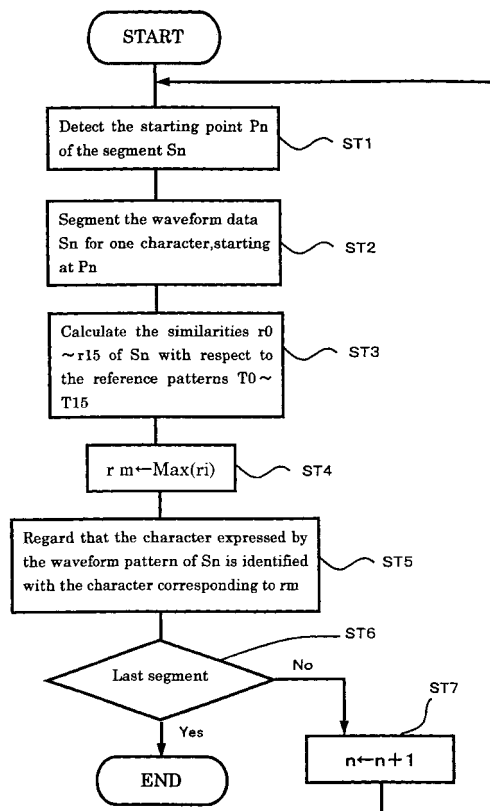 START
Detect the starting point Pn
of the segment Sn
ST1
Segment the waveform data
Sn for one character,starting
at Pn
ST2
Calculate the similarities r0
～r15 of Sn with respect to
the reference patterns T0～
T15
ST3
r m←Max(ri)
ST4
Regard that the character expressed by
the waveform pattern of Sn is identified
with the character corresponding to rm
ST5
ST6
Last segment
No
Yes
ST7
n←n＋1
END